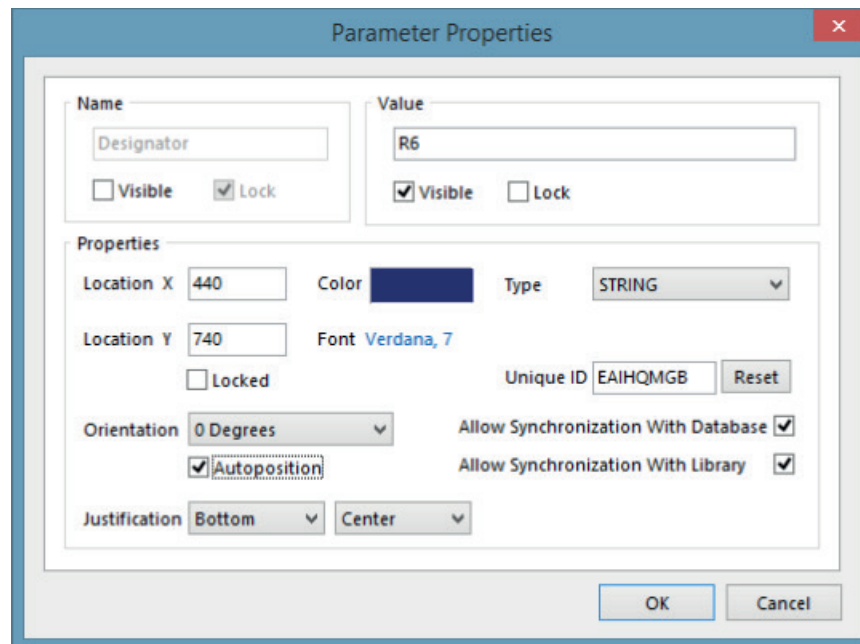 Parameter Properties
Name
Designator
Visible Lock
Value
R6
Visible Lock
Properties
Location X 440 Color Type STRING
Location Y 740 Font Verdana, 7
Locked Unique ID EAIHQMGB Reset
Orientation 0 Degrees Allow Synchronization With Database
Autoposition Allow Synchronization With Library
Justification Bottom Center
OK Cancel